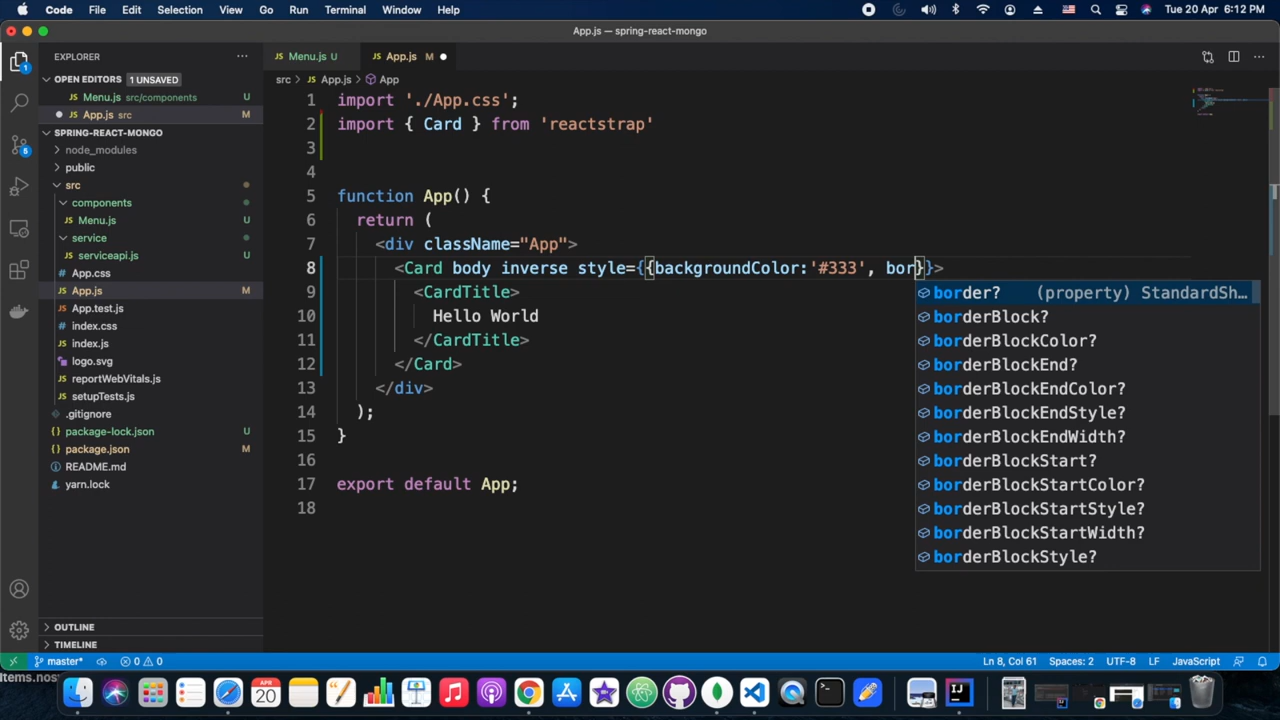 Code File Edit Selection View Go Run Terminal Window Help Tue 20 Apr 6:12 PM
App.js — spring-react-mongo
EXPLORER
Menu.js U
App.js M
OPEN EDITORS 1 UNSAVED
src > App.js > App
Menu.js src/components U
App.js src M
SPRING-REACT-MONGO
node_modules
public
src
components
Menu.js U
service
serviceapi.js U
App.css
App.js M
App.test.js
index.css
index.js
logo.svg
reportWebVitals.js
setupTests.js
.gitignore
package-lock.json U
package.json M
README.md
yarn.lock
OUTLINE
TIMELINE
1 import './App.css';
2 import { Card } from 'reactstrap'
3
4
5 function App() {
6 return (
7 <div className="App">
8 <Card body inverse style={{backgroundColor:'#333', bor}}>
9 <CardTitle>
10 Hello World
11 </CardTitle>
12 </Card>
13 </div>
14 );
15 }
16
17 export default App;
18
border? (property) StandardSh…
borderBlock?
borderBlockColor?
borderBlockEnd?
borderBlockEndColor?
borderBlockEndStyle?
borderBlockEndWidth?
borderBlockStart?
borderBlockStartColor?
borderBlockStartStyle?
borderBlockStartWidth?
borderBlockStyle?
1
5
master* 0 0 Ln 8, Col 61 Spaces: 2 UTF-8 LF JavaScript
Items.nos
APR
20